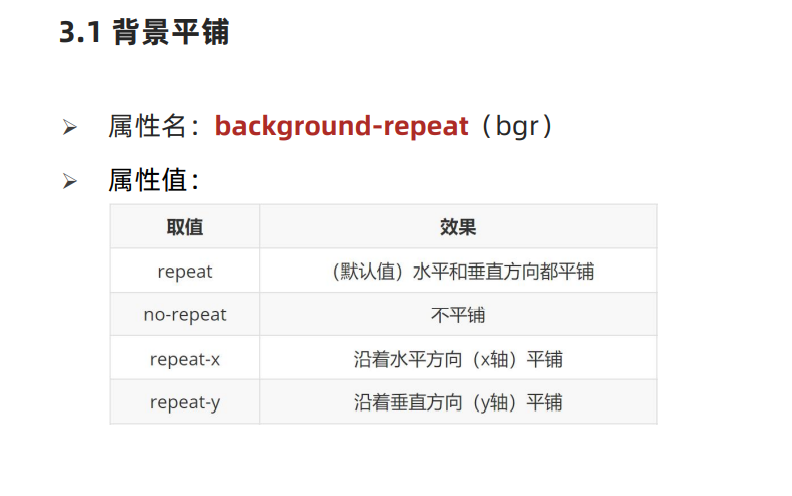 3.1 背景平铺
➢ 属性名：background-repeat（bgr）
➢ 属性值：
取值 效果
repeat （默认值）水平和垂直方向都平铺
no-repeat 不平铺
repeat-x 沿着水平方向（x轴）平铺
repeat-y 沿着垂直方向（y轴）平铺